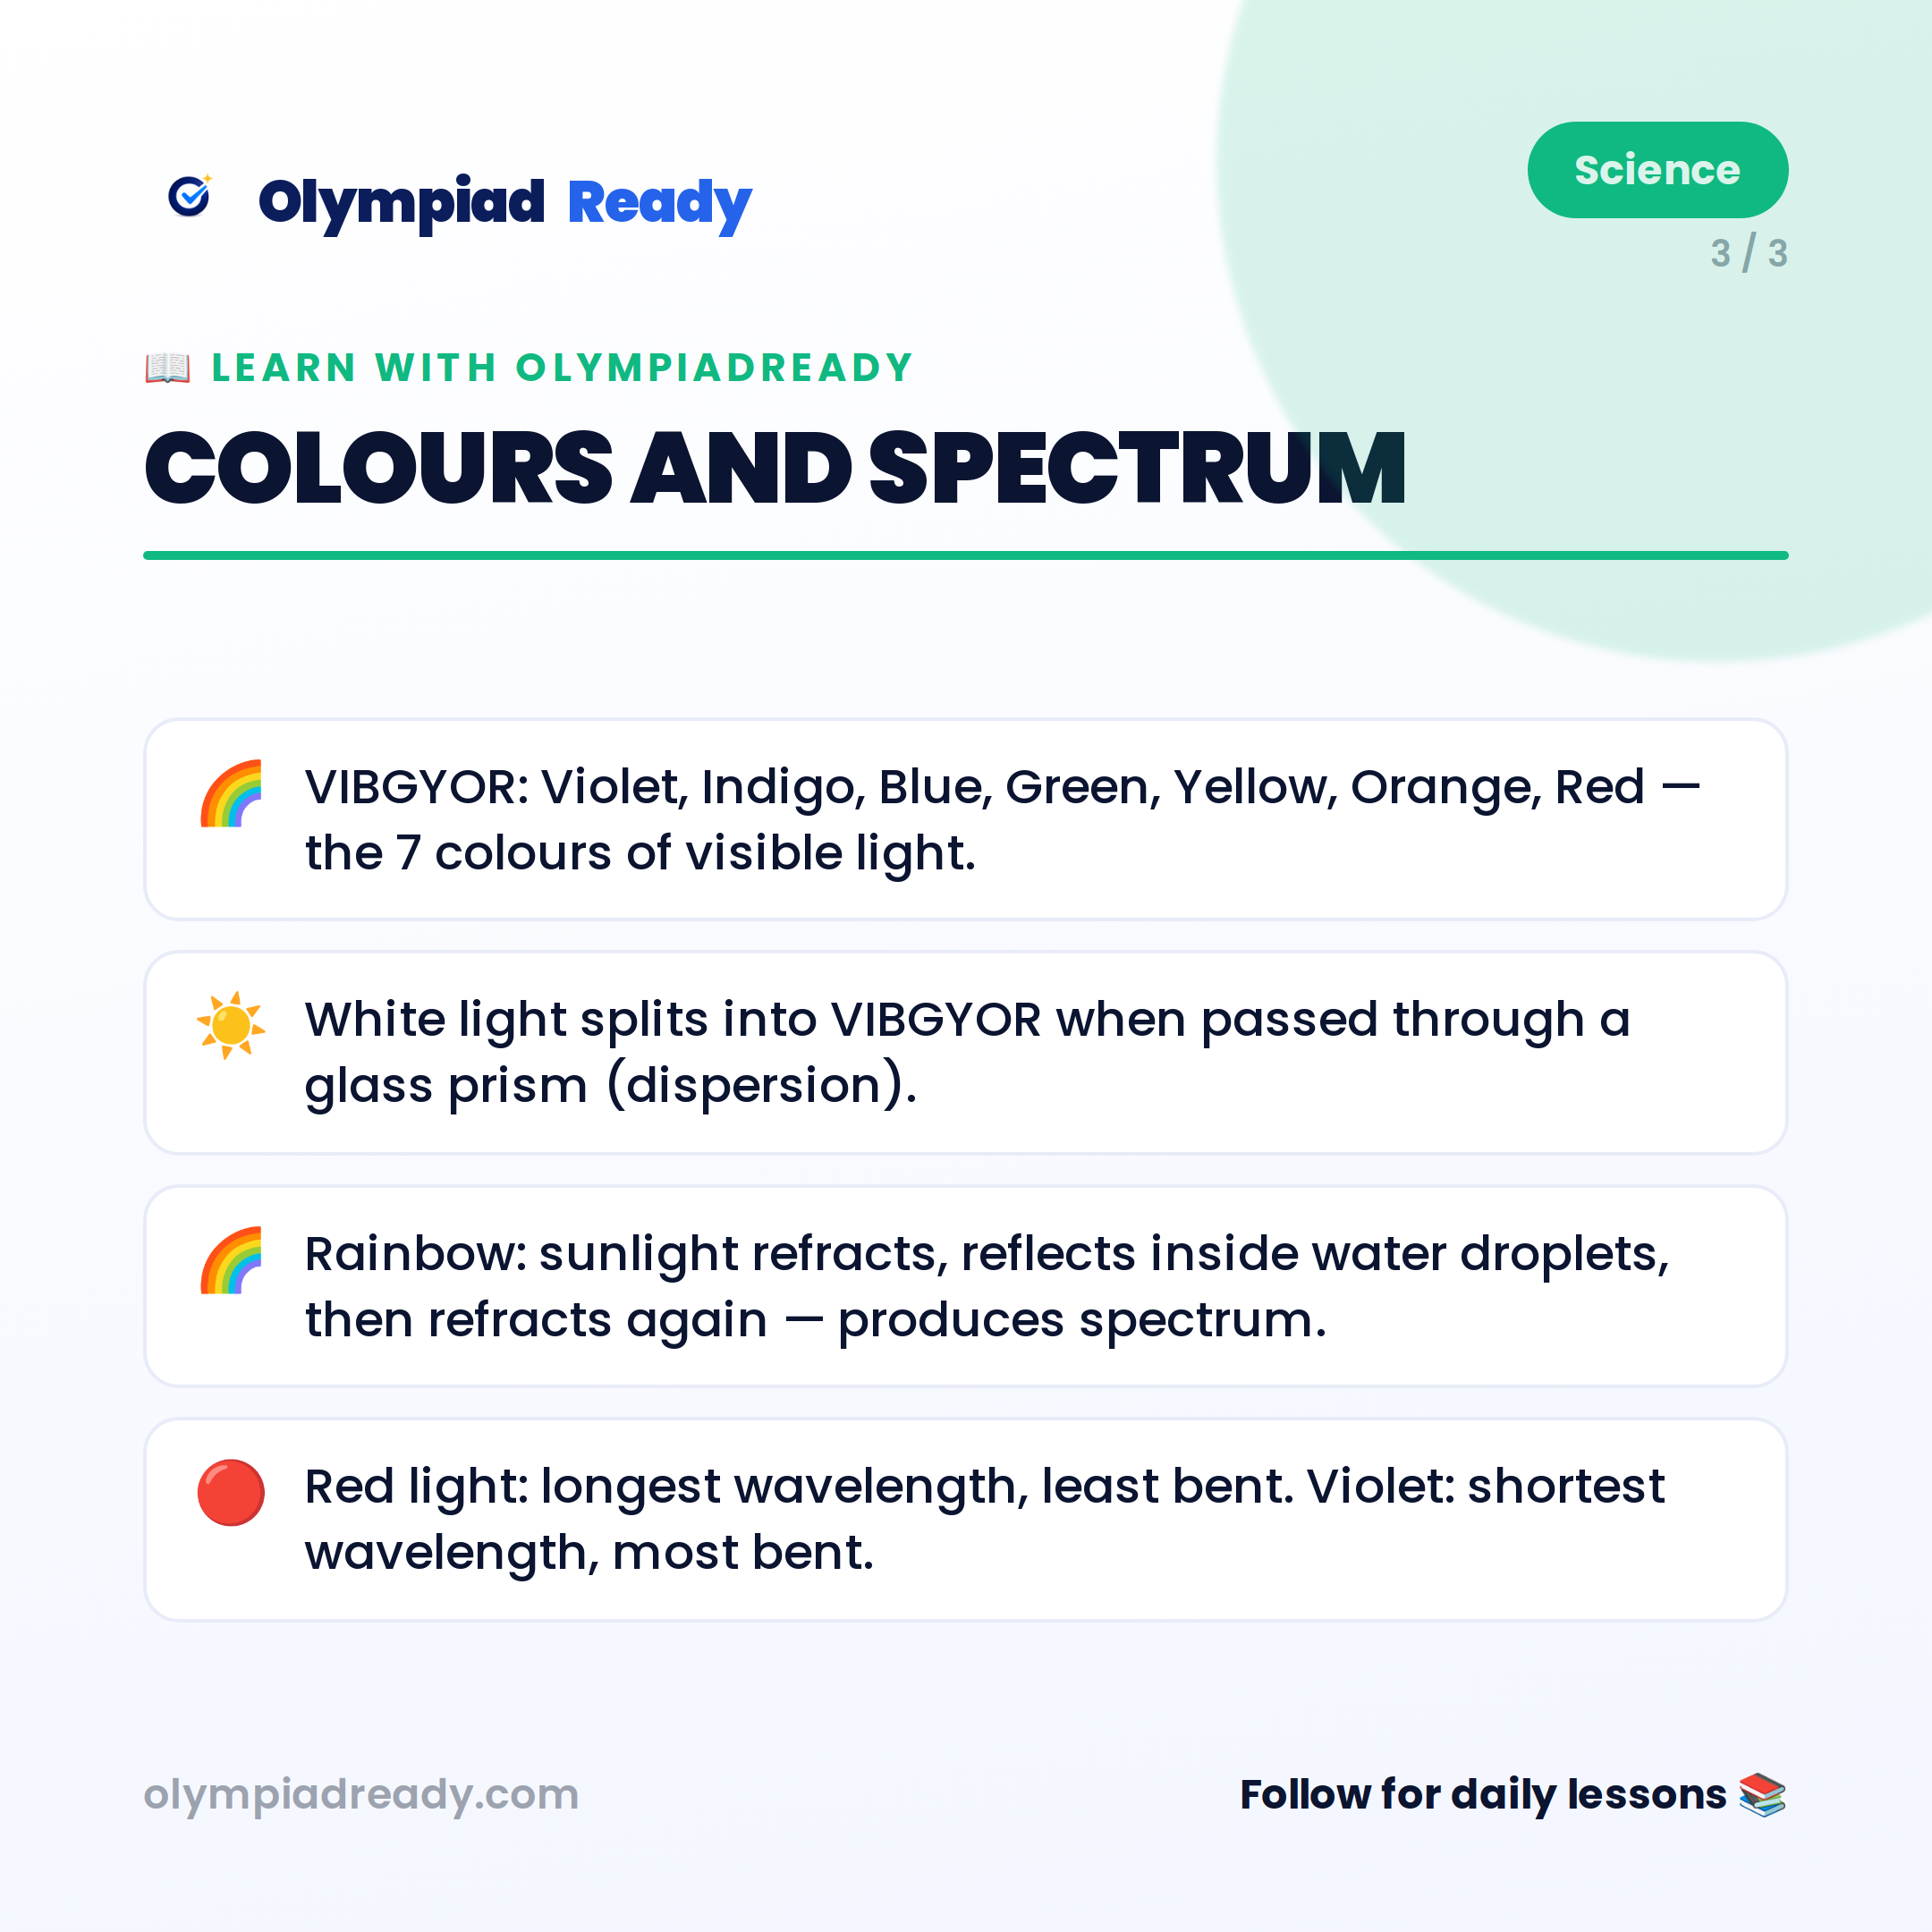 Olympiad Ready
Science
3 / 3
📖 LEARN WITH OLYMPIADREADY
COLOURS AND SPECTRUM
🌈 VIBGYOR: Violet, Indigo, Blue, Green, Yellow, Orange, Red —
the 7 colours of visible light.
☀️ White light splits into VIBGYOR when passed through a
glass prism (dispersion).
🌈 Rainbow: sunlight refracts, reflects inside water droplets,
then refracts again — produces spectrum.
🔴 Red light: longest wavelength, least bent. Violet: shortest
wavelength, most bent.
olympiadready.com
Follow for daily lessons 📚